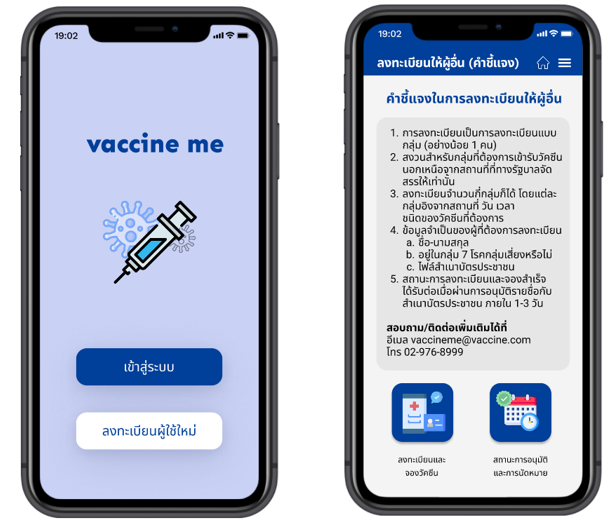 19:02
vaccine me
เข้าสู่ระบบ
ลงทะเบียนผู้ใช้ใหม่
19:02
ลงทะเบียนให้ผู้อื่น (คำชี้แจง)
คำชี้แจงในการลงทะเบียนให้ผู้อื่น
1. การลงทะเบียนเป็นการลงทะเบียนแบบ
กลุ่ม (อย่างน้อย 1 คน)
2. สงวนสำหรับกลุ่มที่ต้องการเข้ารับวัคซีน
นอกเหนือจากสถานที่ที่ทางรัฐบาลจัด
สรรให้เท่านั้น
3. ลงทะเบียนจำนวนกี่กลุ่มก็ได้ โดยแต่ละ
กลุ่มอิงจากสถานที่ วัน เวลา
ชนิดของวัคซีนที่ต้องการ
4. ข้อมูลจำเป็นของผู้ที่ต้องการลงทะเบียน
a. ชื่อ-นามสกุล
b. อยู่ในกลุ่ม 7 โรคกลุ่มเสี่ยงหรือไม่
c. ไฟล์สำเนาบัตรประชาชน
5. สถานะการลงทะเบียนและจองสำเร็จ
ได้รับต่อเมื่อผ่านการอนุมัติรายชื่อกับ
สำเนาบัตรประชาชน ภายใน 1-3 วัน
สอบถาม/ติดต่อเพิ่มเติมได้ที่
อีเมล vaccineme@vaccine.com
โทร 02-976-8999
ลงทะเบียนและ
จองวัคซีน
สถานะการอนุมัติ
และการนัดหมาย